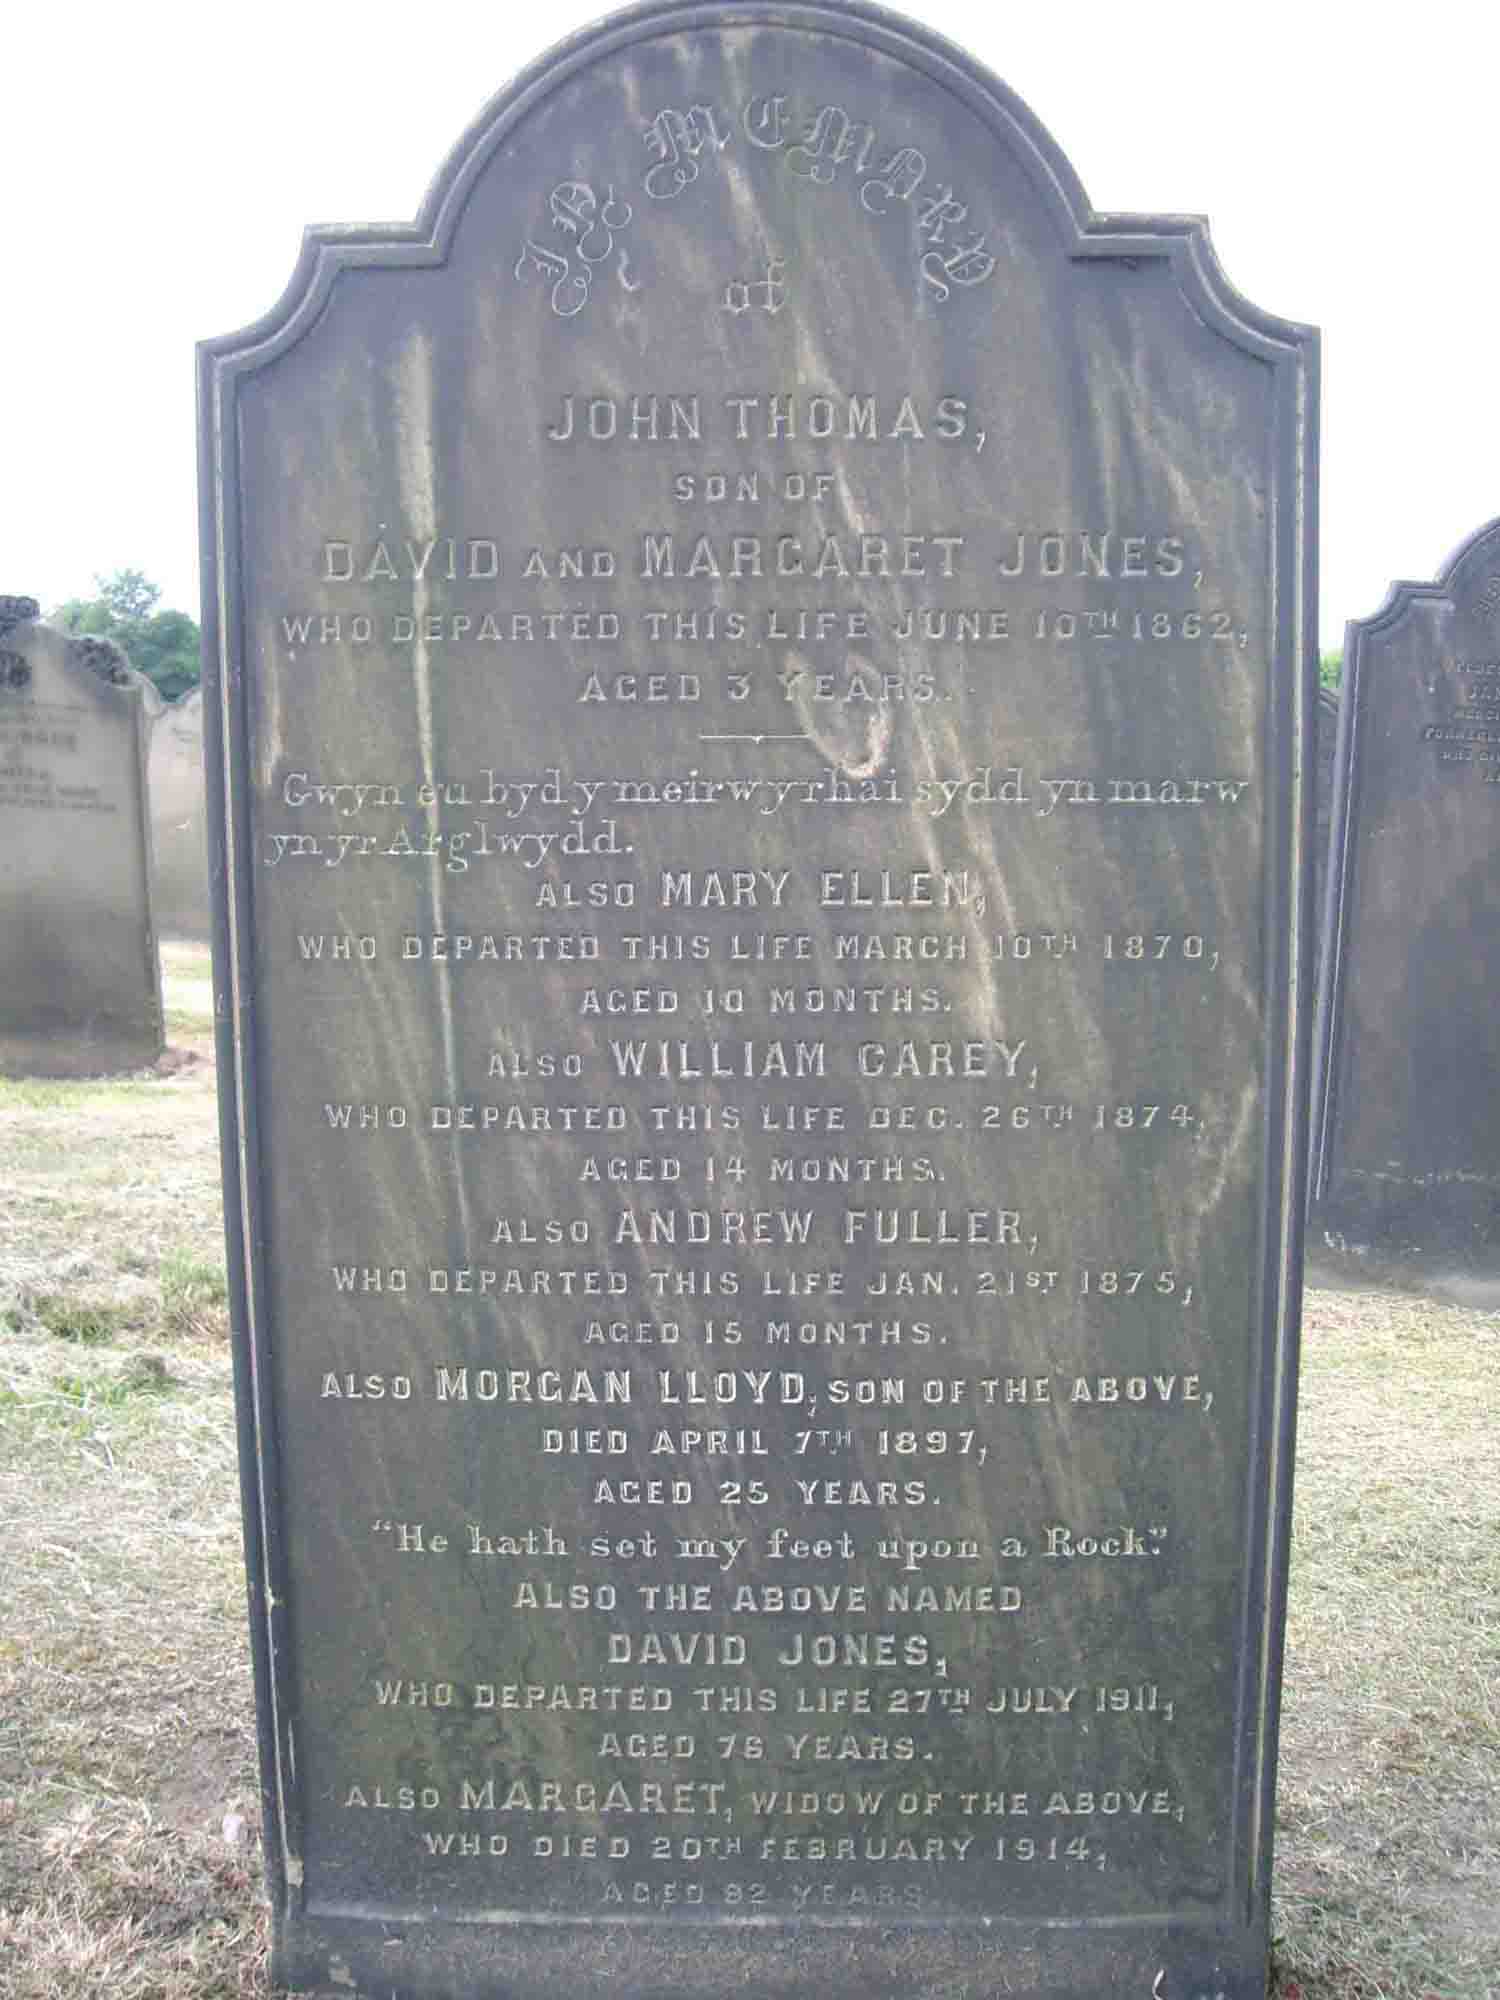 IN MEMORY
of
JOHN THOMAS,
SON OF
DAVID AND MARGARET JONES,
WHO DEPARTED THIS LIFE JUNE 10TH 1862,
AGED 3 YEARS.
Gwyn eu byd y meirw y rhai sydd yn marw
yn yr Arglwydd.
ALSO MARY ELLEN,
WHO DEPARTED THIS LIFE MARCH 10TH 1870,
AGED 10 MONTHS.
ALSO WILLIAM CAREY,
WHO DEPARTED THIS LIFE DEC. 26TH 1874,
AGED 14 MONTHS.
ALSO ANDREW FULLER,
WHO DEPARTED THIS LIFE JAN. 21ST 1875,
AGED 15 MONTHS.
ALSO MORGAN LLOYD, SON OF THE ABOVE,
DIED APRIL 7TH 1897,
AGED 25 YEARS.
"He hath set my feet upon a Rock."
ALSO THE ABOVE NAMED
DAVID JONES,
WHO DEPARTED THIS LIFE 27TH JULY 1911,
AGED YEARS.
ALSO MARGARET, WIDOW OF THE ABOVE,
WHO DIED 20TH FEBRUARY 1914,
AGED 82 YEARS